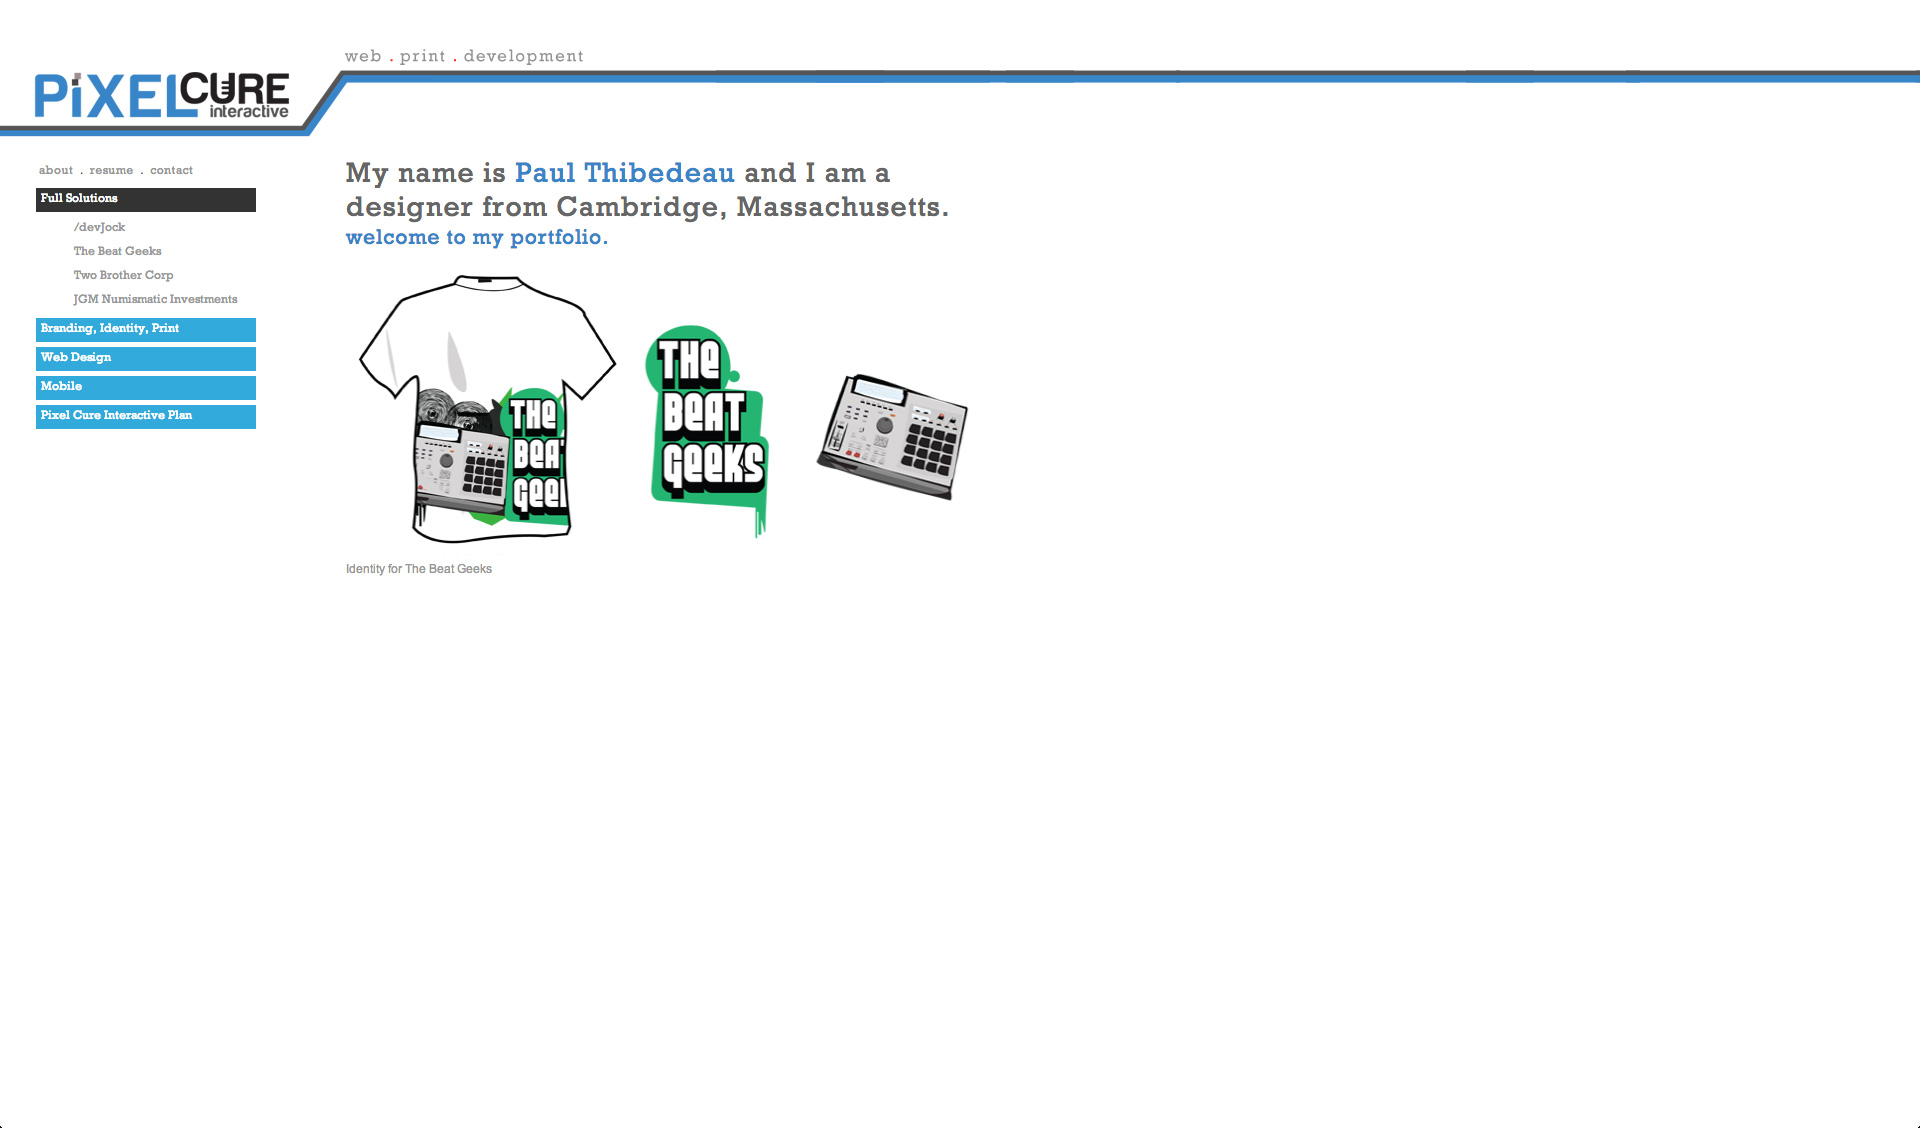 web . print . development
PiXELCURE
interactive
about . resume . contact
Full Solutions
/devJock
The Beat Geeks
Two Brother Corp
JGM Numismatic Investments
Branding, Identity, Print
Web Design
Mobile
Pixel Cure Interactive Plan
My name is Paul Thibedeau and I am a
designer from Cambridge, Massachusetts.
welcome to my portfolio.
THe
BeAT
GeeKS
THe
BeA
Gee
Identity for The Beat Geeks